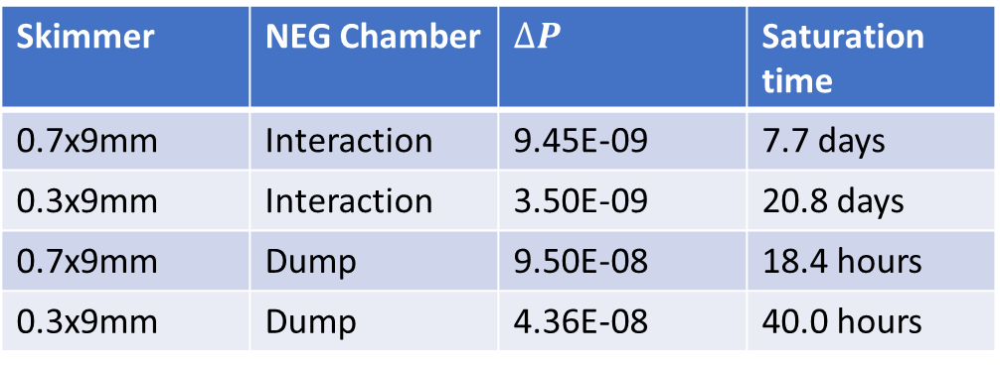 Skimmer NEG Chamber ΔP Saturation
time
0.7x9mm Interaction 9.45E-09 7.7 days
0.3x9mm Interaction 3.50E-09 20.8 days
0.7x9mm Dump 9.50E-08 18.4 hours
0.3x9mm Dump 4.36E-08 40.0 hours